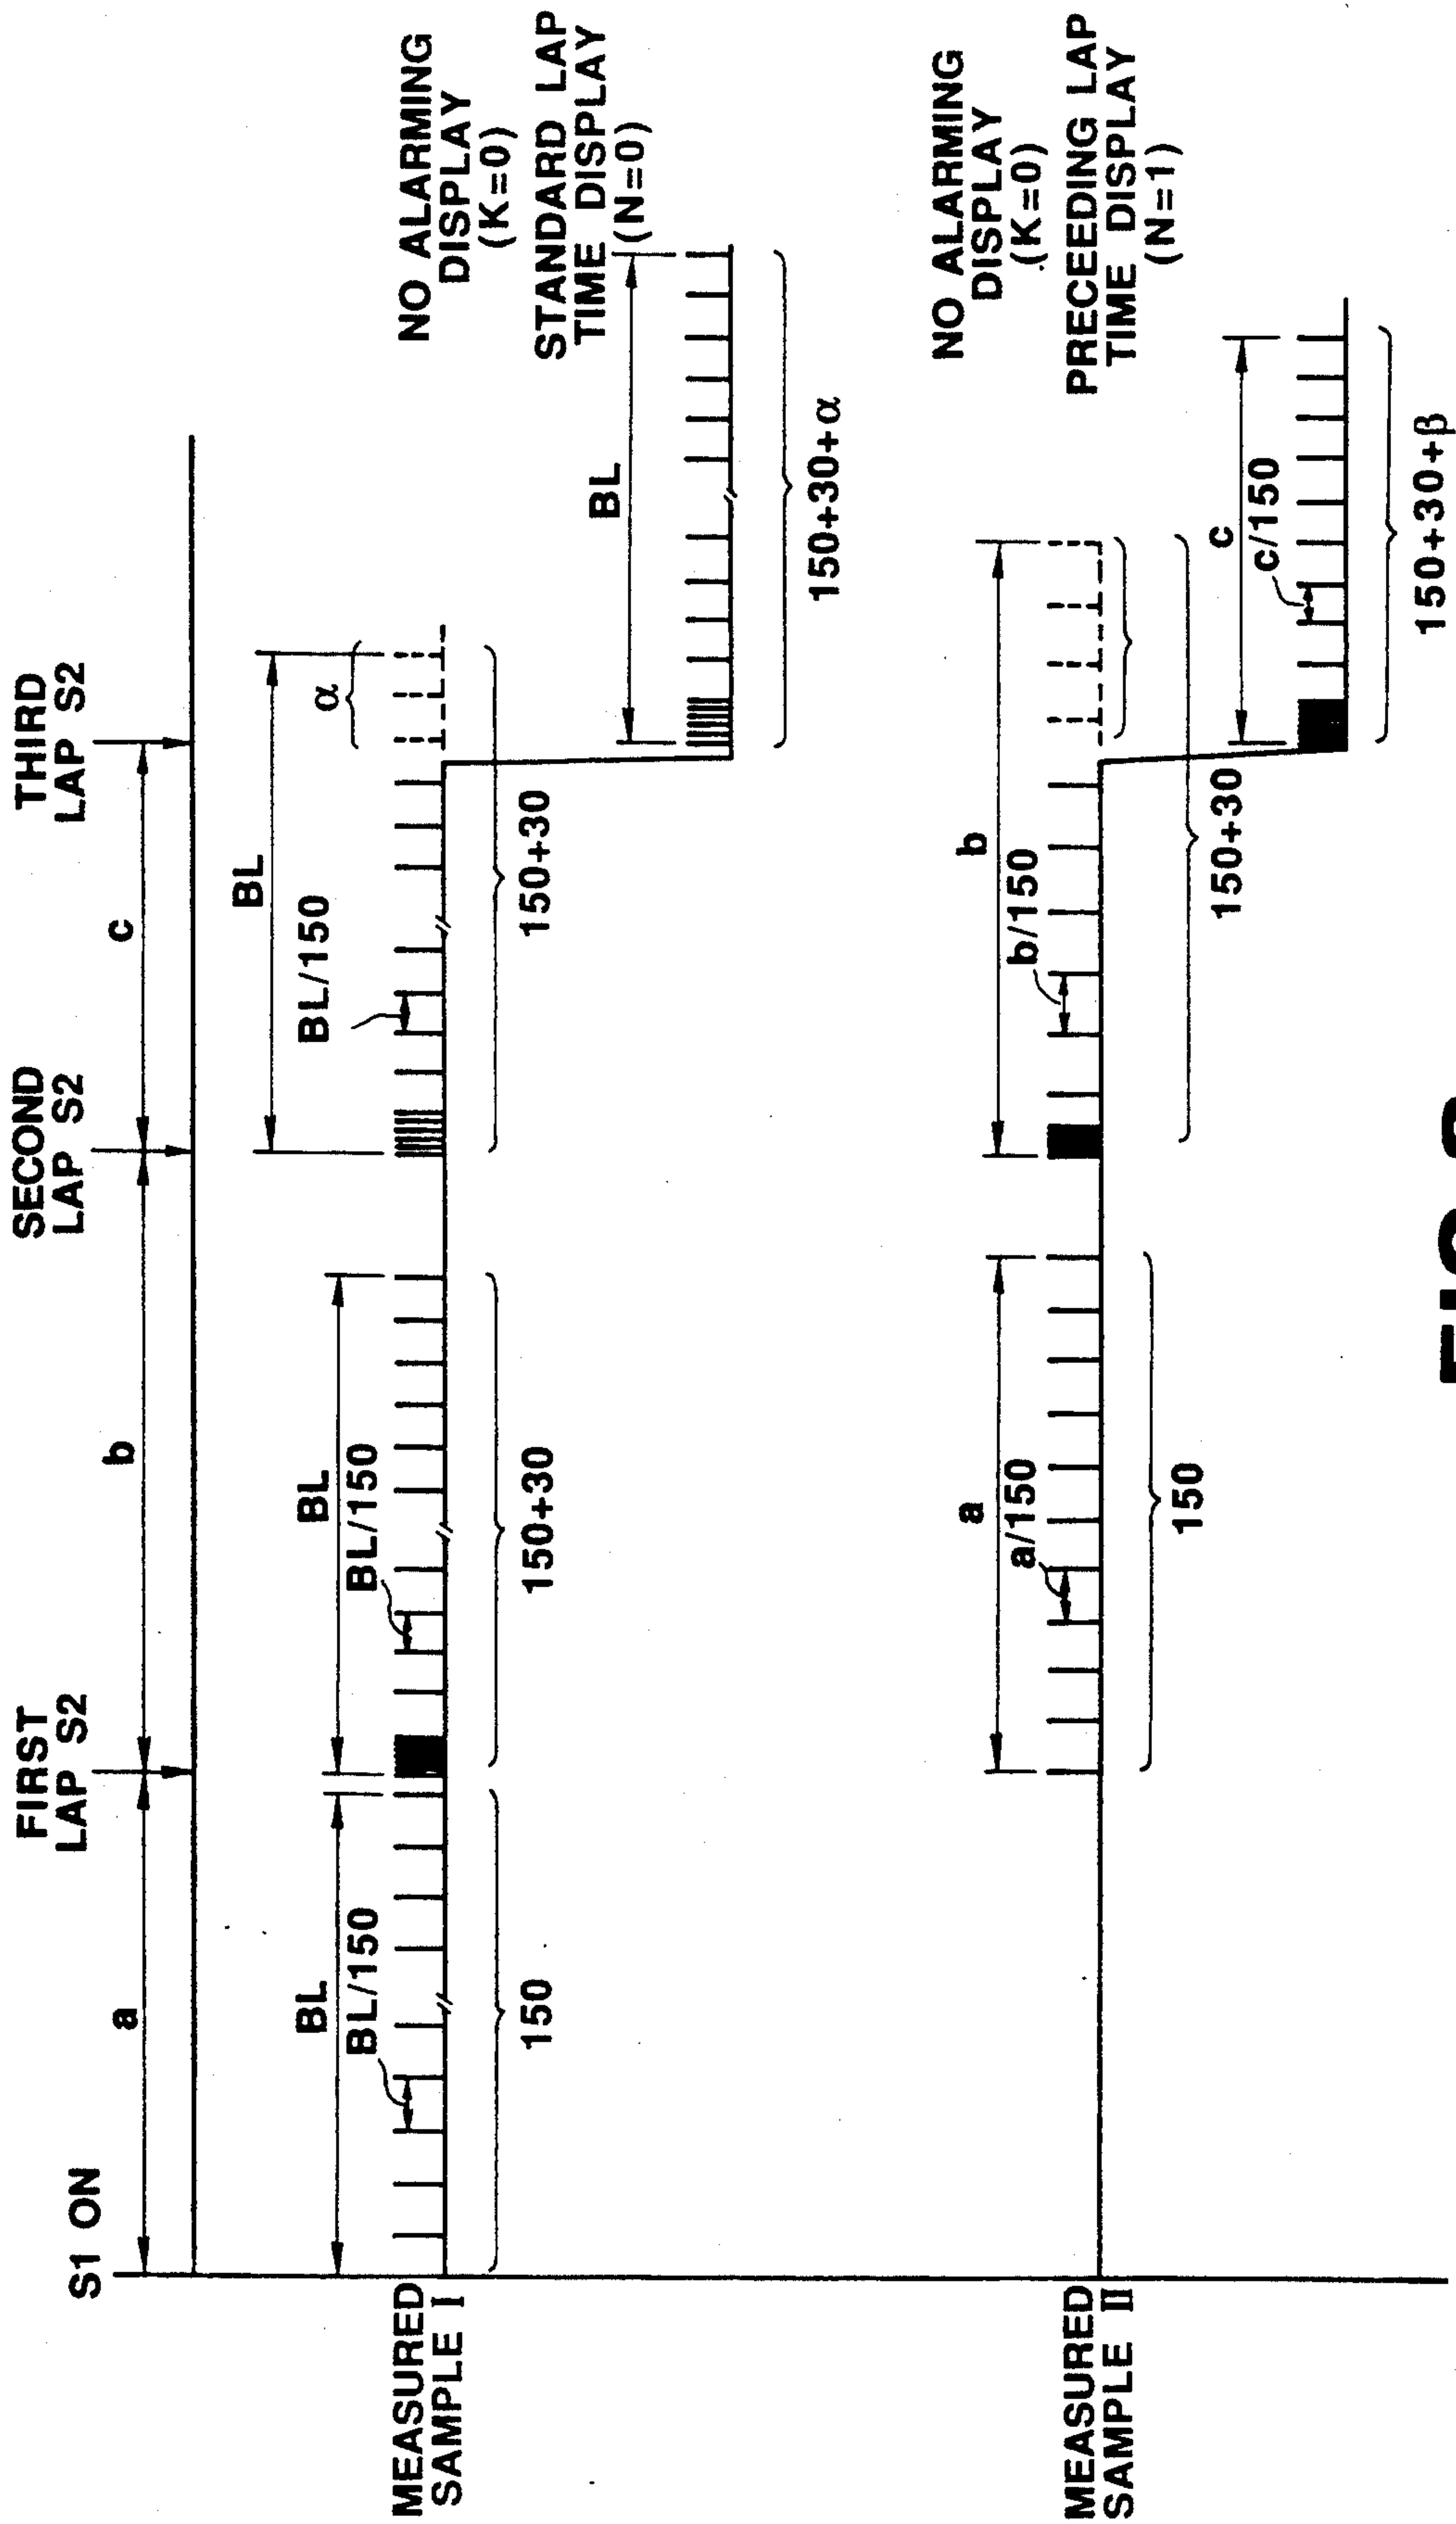 S1 ON
FIRST
LAP S2
SECOND
LAP S2
THIRD
LAP S2
a
b
c
MEASURED
SAMPLE I
BL
BL/150
150
BL
BL/150
150+30
BL
BL/150
α
150+30
BL
150+30+α
NO ALARMING
DISPLAY
(K=0)
STANDARD LAP
TIME DISPLAY
(N=0)
MEASURED
SAMPLE II
a
a/150
150
b
b/150
150+30
c
c/150
150+30+β
NO ALARMING
DISPLAY
(K=0)
PRECEEDING LAP
TIME DISPLAY
(N=1)